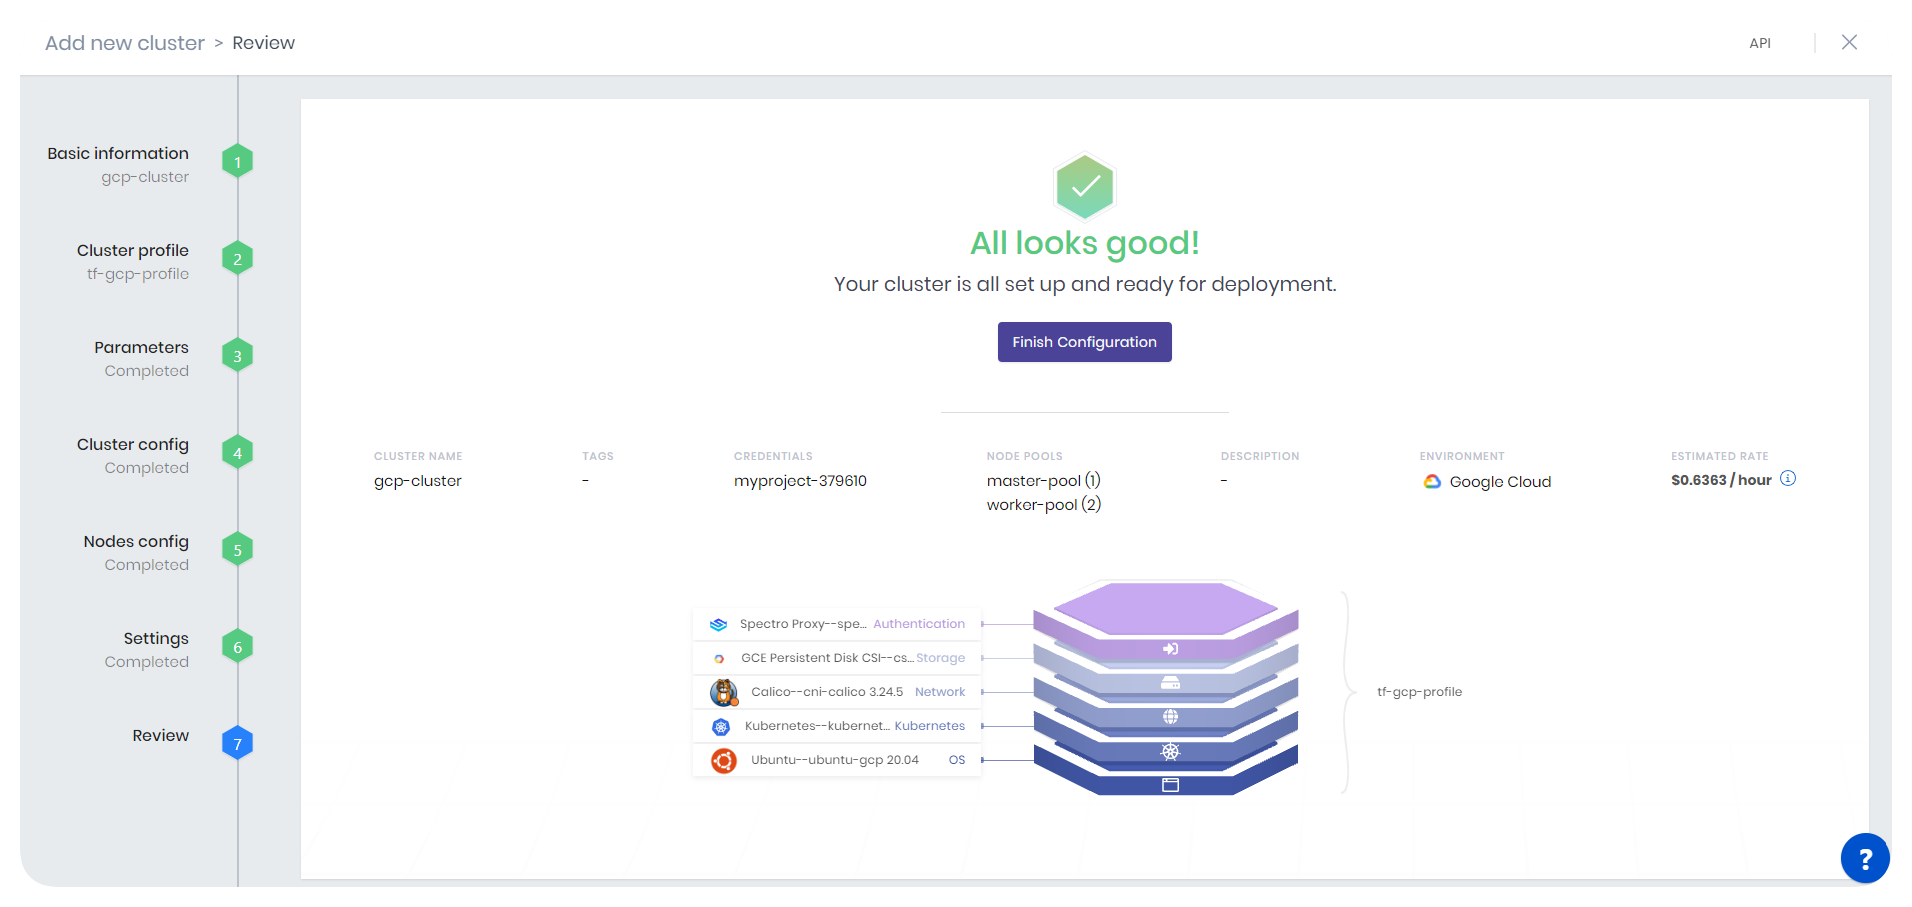 Add new cluster > Review
API
Basic information
gcp-cluster
1
Cluster profile
tf-gcp-profile
2
Parameters
Completed
3
Cluster config
Completed
4
Nodes config
Completed
5
Settings
Completed
6
Review
7
All looks good!
Your cluster is all set up and ready for deployment.
Finish Configuration
CLUSTER NAME
gcp-cluster
TAGS
-
CREDENTIALS
myproject-379610
NODE POOLS
master-pool (1)
worker-pool (2)
DESCRIPTION
-
ENVIRONMENT
Google Cloud
ESTIMATED RATE
$0.6363 / hour
Spectro Proxy--spe... Authentication
GCE Persistent Disk CSI--cs... Storage
Calico--cni-calico 3.24.5 Network
Kubernetes--kubernet... Kubernetes
Ubuntu--ubuntu-gcp 20.04 OS
tf-gcp-profile
?